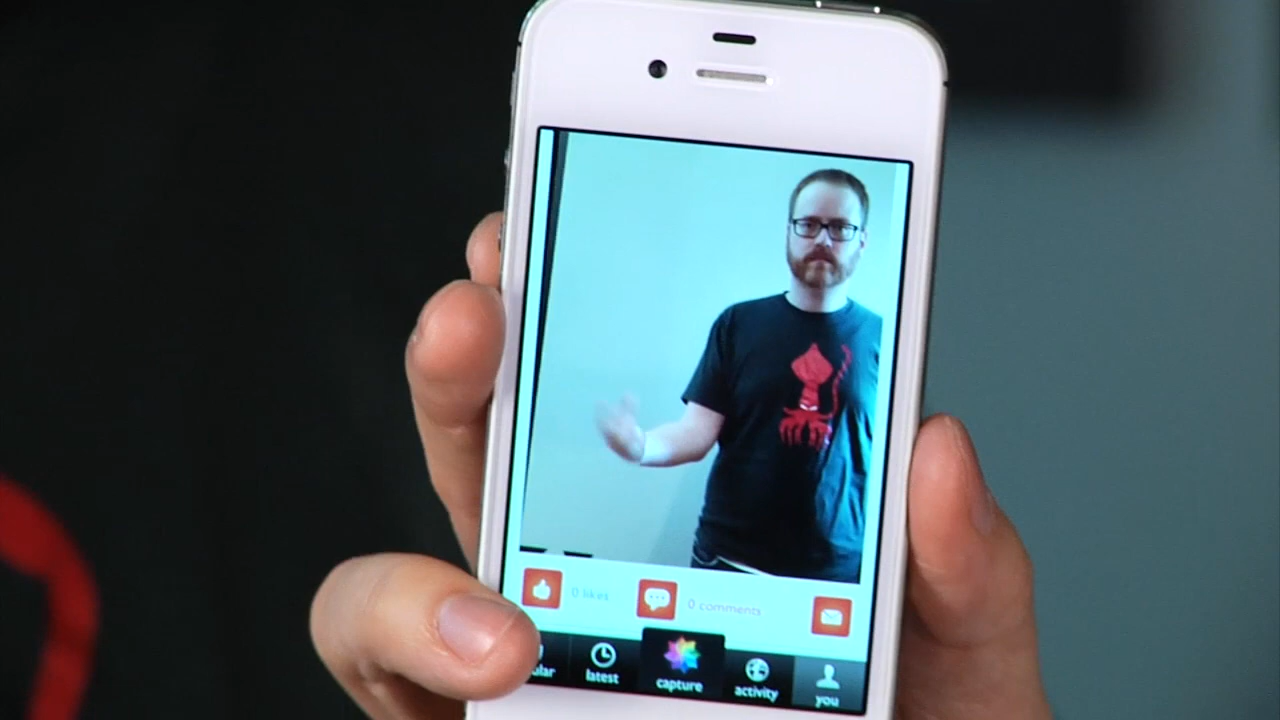 0 likes
0 comments
latest
capture
activity
you